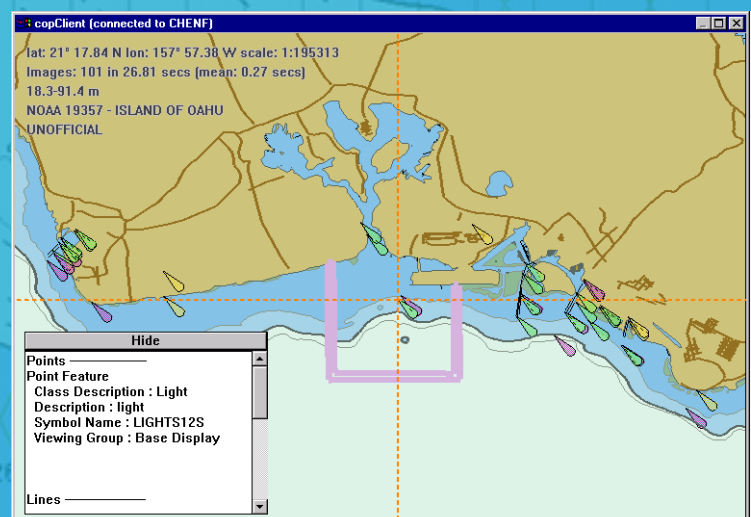 copClient (connected to CHENF)
lat: 21° 17.84 N lon: 157° 57.38 W scale: 1:195313
Images: 101 in 26.81 secs (mean: 0.27 secs)
18.3-91.4 m
NOAA 19357 - ISLAND OF OAHU
UNOFFICIAL
Hide
Points
Point Feature
Class Description : Light
Description : light
Symbol Name : LIGHTS12S
Viewing Group : Base Display
Lines